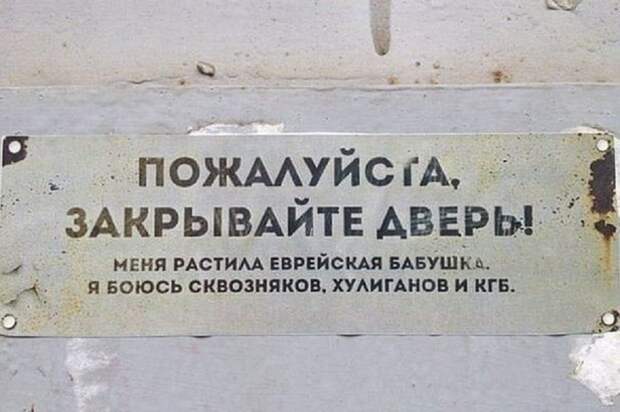 ПОЖАЛУЙСТА,
ЗАКРЫВАЙТЕ ДВЕРЬ!
МЕНЯ РАСТИЛА ЕВРЕЙСКАЯ БАБУШКА.
Я БОЮСЬ СКВОЗНЯКОВ, ХУЛИГАНОВ И КГБ.